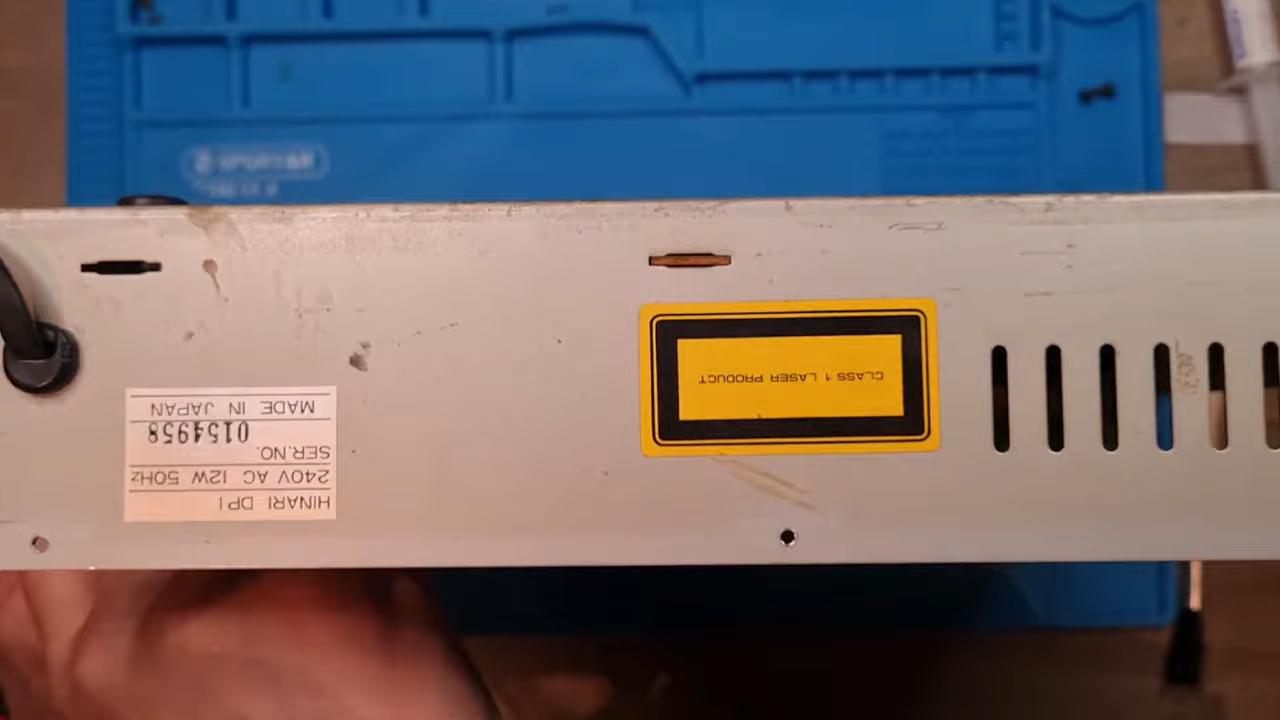 HINARI DP1
240V AC 12W 50Hz
SER.NO.
0154958
MADE IN JAPAN
CLASS 1 LASER PRODUCT